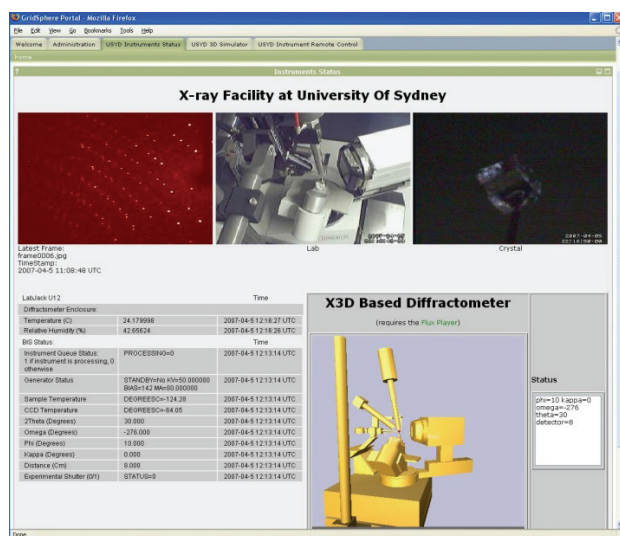 GridSphere Portal - Mozilla Firefox
File Edit View Go Bookmarks Tools Help
Welcome Administration USYD Instruments Status USYD 3D Simulator USYD Instrument Remote Control
home
? Instruments Status
X-ray Facility at University Of Sydney
2007-04-05
22:16:50-00
Latest Frame: Lab Crystal
frame0006.jpg
TimeStamp:
2007-04-5 11:08:48 UTC
LabJack U12 Time
Diffractometer Enclosure:
Temperature (C) 24.179998 2007-04-5 12:16:27 UTC
Relative Humidity (%) 42.65624 2007-04-5 12:16:26 UTC
BIS Status: Time
Instrument Queue Status: PROCESSING=0 2007-04-5 12:13:14 UTC
1 if instrument is processing, 0
otherwise
Generator Status STANDBY=No KV=50.000000 2007-04-5 12:13:14 UTC
BIAS=142 MA=80.000000
Sample Temperature DEGREESC=-124.28 2007-04-5 12:13:14 UTC
CCD Temperature DEGREESC=-64.05 2007-04-5 12:13:14 UTC
2Theta (Degrees) 30.000 2007-04-5 12:13:14 UTC
Omega (Degrees) -276.000 2007-04-5 12:13:14 UTC
Phi (Degrees) 10.000 2007-04-5 12:13:14 UTC
Kappa (Degrees) 0.000 2007-04-5 12:13:14 UTC
Distance (Cm) 8.000 2007-04-5 12:13:14 UTC
Experimental Shutter (0/1) STATUS=0 2007-04-5 12:13:14 UTC
X3D Based Diffractometer
(requires the Flux Player)
Status
phi=10 kappa=0
omega=-276
theta=30
detector=8
Done